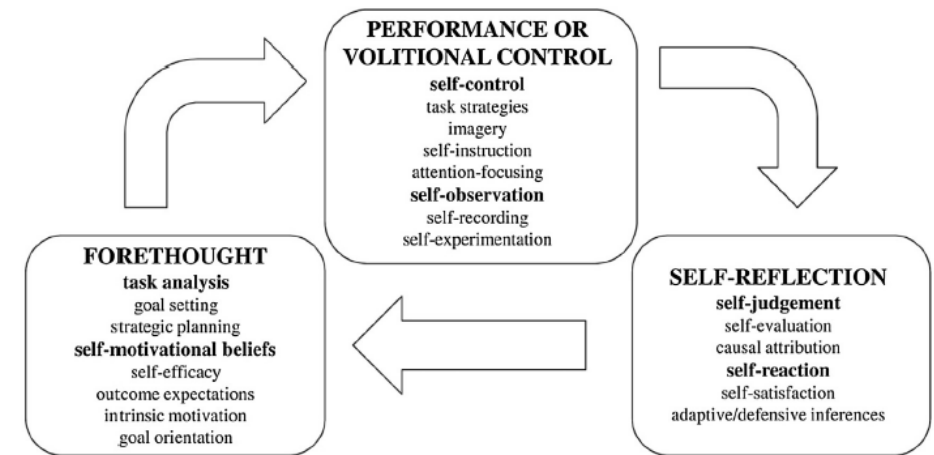 PERFORMANCE OR
VOLITIONAL CONTROL
self-control
task strategies
imagery
self-instruction
attention-focusing
self-observation
self-recording
self-experimentation
FORETHOUGHT
task analysis
goal setting
strategic planning
self-motivational beliefs
self-efficacy
outcome expectations
intrinsic motivation
goal orientation
SELF-REFLECTION
self-judgement
self-evaluation
causal attribution
self-reaction
self-satisfaction
adaptive/defensive inferences